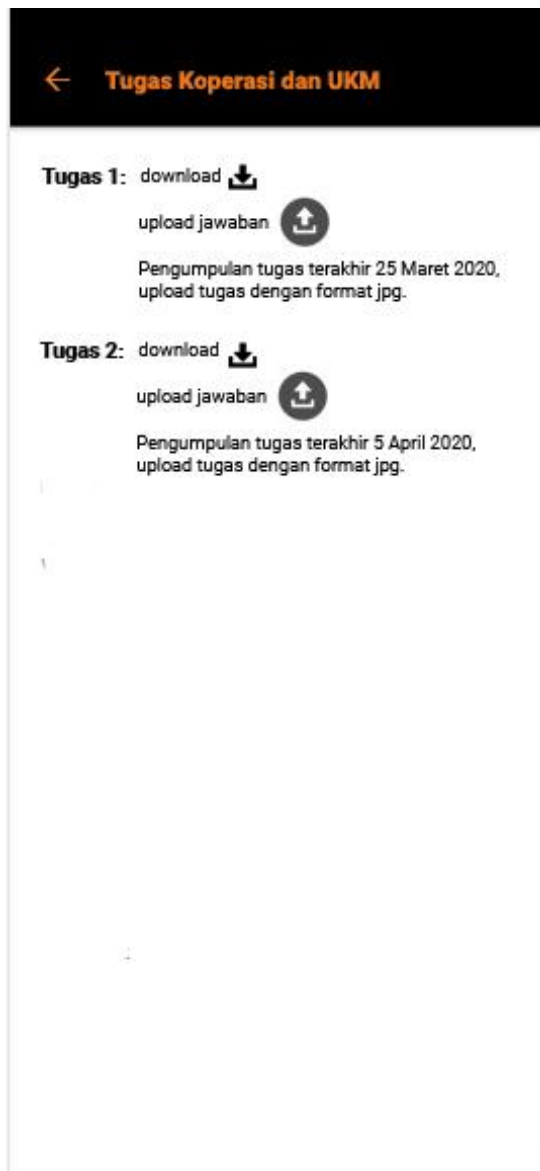 Tugas Koperasi dan UKM
Tugas 1: download
upload jawaban
Pengumpulan tugas terakhir 25 Maret 2020,
upload tugas dengan format jpg.
Tugas 2: download
upload jawaban
Pengumpulan tugas terakhir 5 April 2020,
upload tugas dengan format jpg.